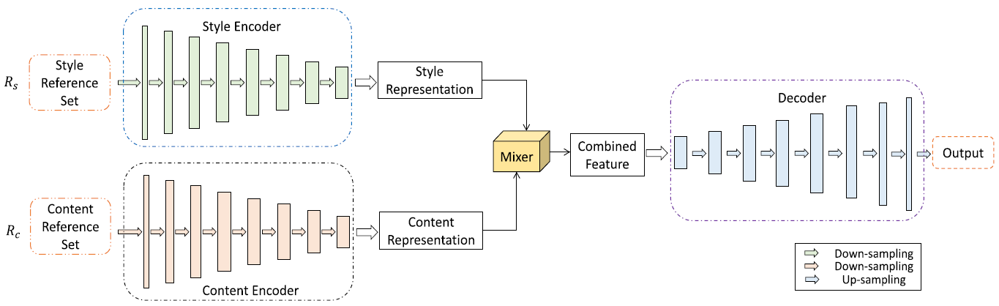 Style Encoder
R_s
Style
Reference
Set
Style
Representation
Content
Reference
Set
R_c
Content Encoder
Content
Representation
Mixer
Combined
Feature
Decoder
Output
Down-sampling
Down-sampling
Up-sampling